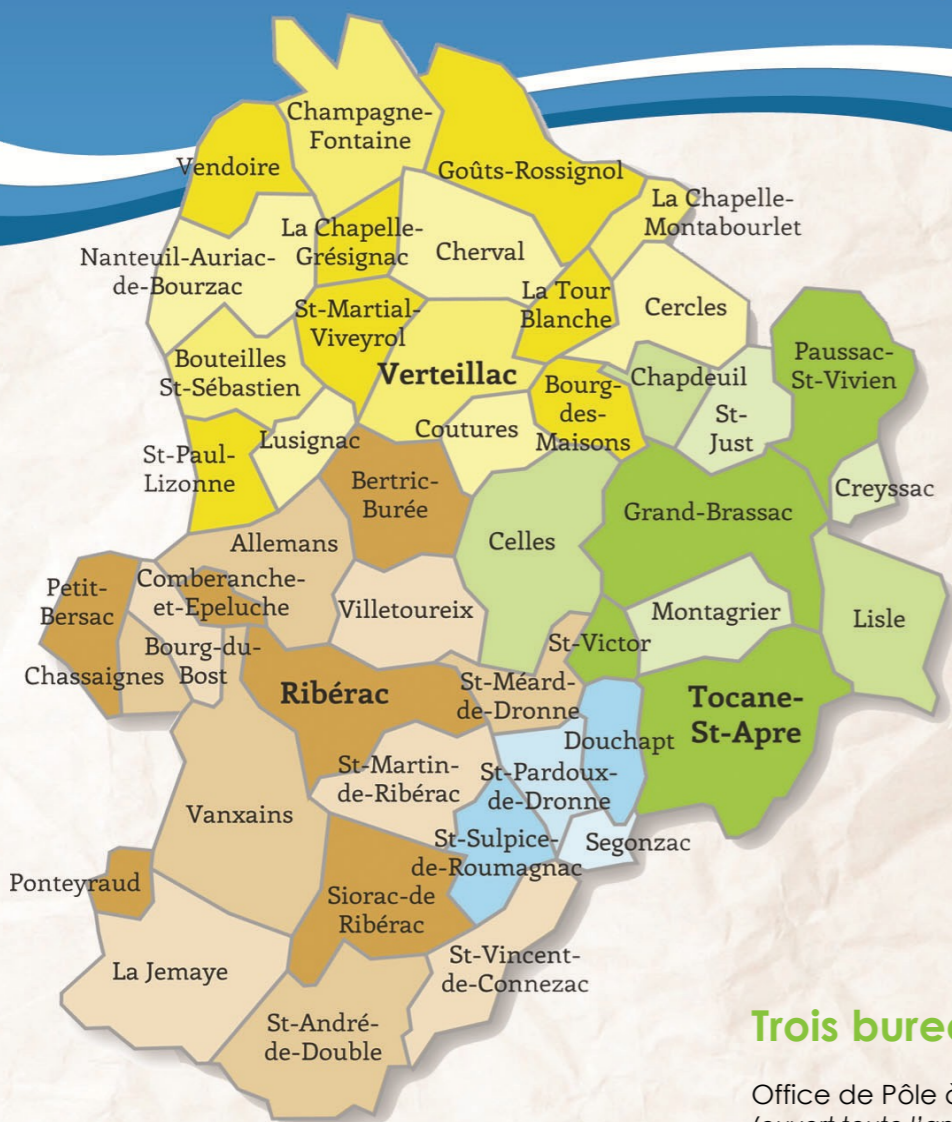 Champagne-
Fontaine
Vendoire
Goûts-Rossignol
La Chapelle-
Montabourlet
La Chapelle-
Grésignac
Cherval
Nanteuil-Auriac-
de-Bourzac
La Tour
Blanche
Cercles
St-Martial-
Viveyrol
Bouteilles
St-Sébastien
Verteillac
Bourg-
des-
Maisons
Chapdeuil
Paussac-
St-Vivien
St-
Just
Lusignac
Coutures
St-Paul-
Lizonne
Bertric-
Burée
Creyssac
Grand-Brassac
Celles
Allemans
Petit-
Bersac
Comberanche-
et-Epeluche
Villetoureix
Montagrier
Lisle
St-Victor
Bourg-du-
Bost
Chassaignes
Ribérac
St-Méard-
de-Dronne
Tocane-
St-Apre
Douchapt
St-Martin-
de-Ribérac
St-Pardoux-
de-Dronne
Vanxains
St-Sulpice-
de-Roumagnac
Segonzac
Ponteyraud
Siorac-de
Ribérac
La Jemaye
St-Vincent-
de-Connezac
St-André-
de-Double
Trois burea
Office de Pôle à